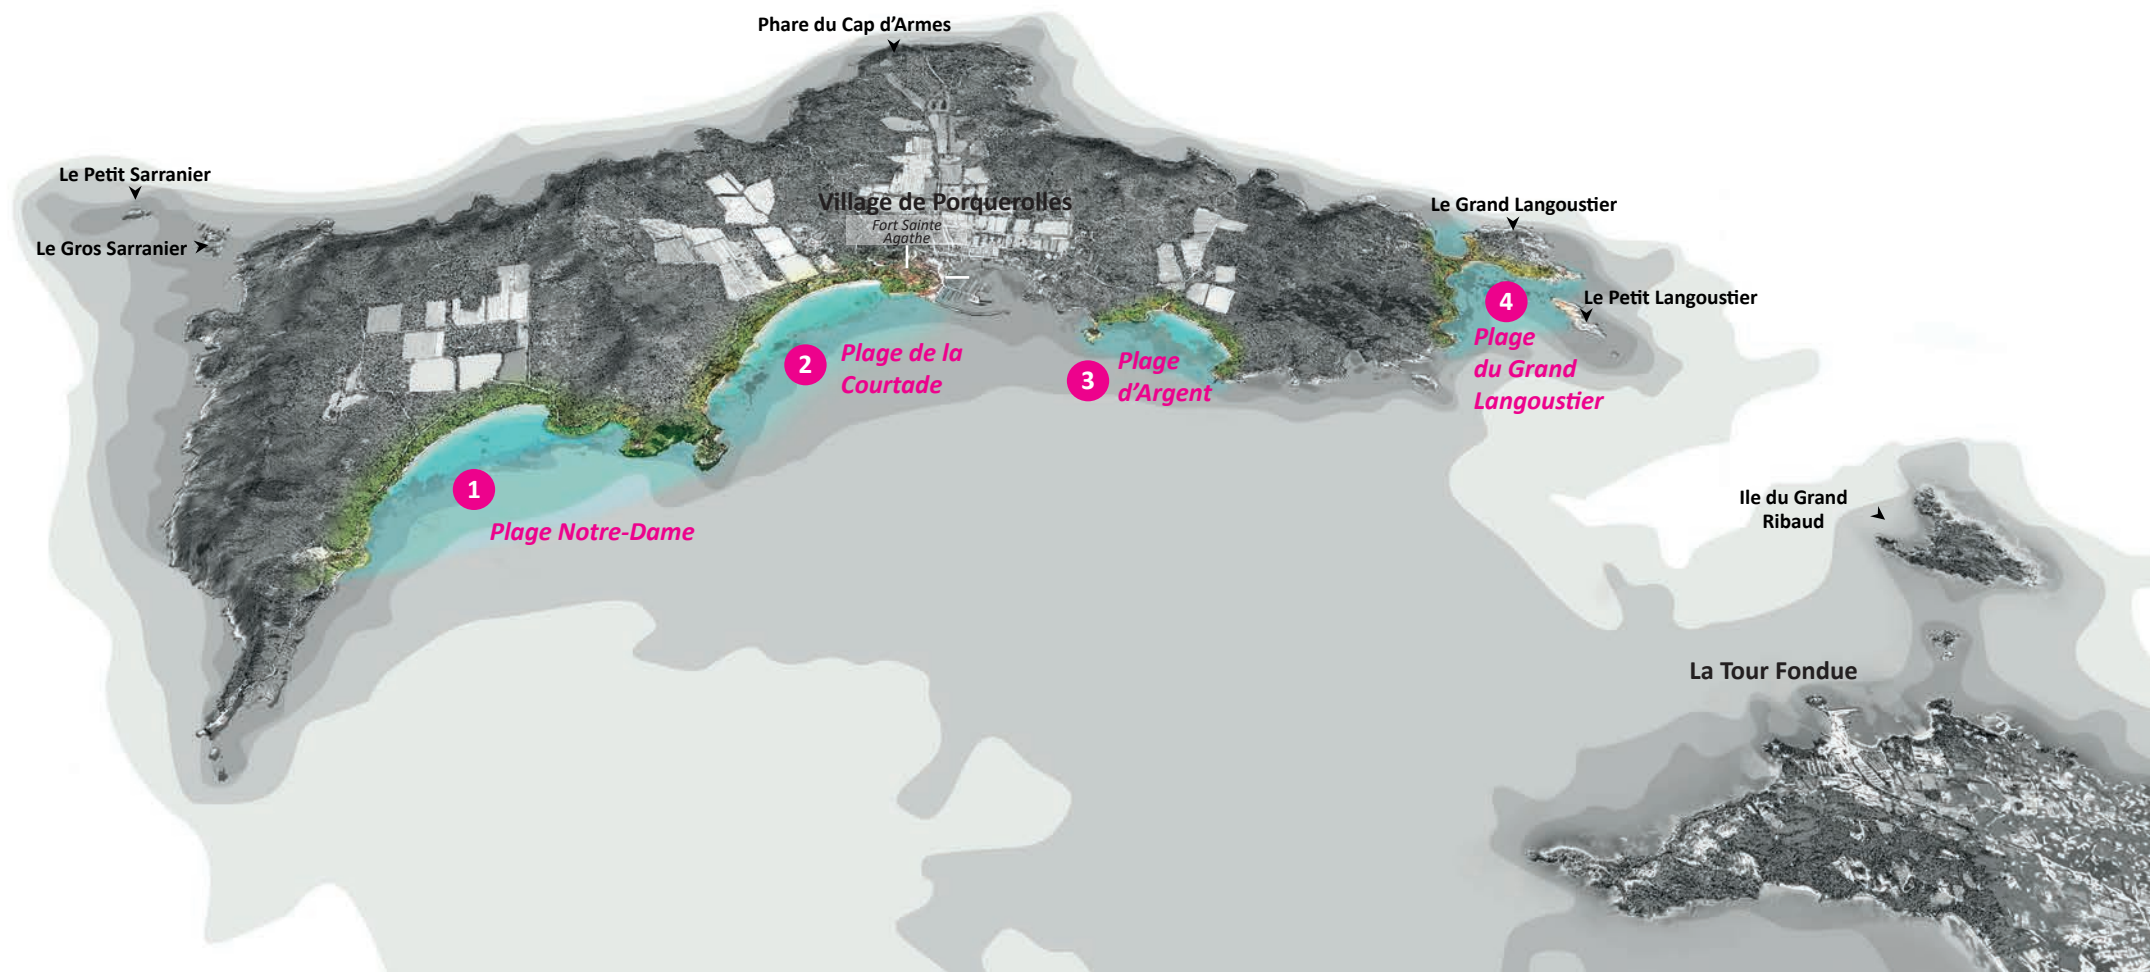 Phare du Cap d'Armes
Le Petit Sarranier
Le Gros Sarranier
Village de Porquerolles
Fort Sainte
Agathe
Le Grand Langoustier
Le Petit Langoustier
1
Plage Notre-Dame
2
Plage de la
Courtade
3
Plage
d'Argent
4
Plage
du Grand
Langoustier
Ile du Grand
Ribaud
La Tour Fondue